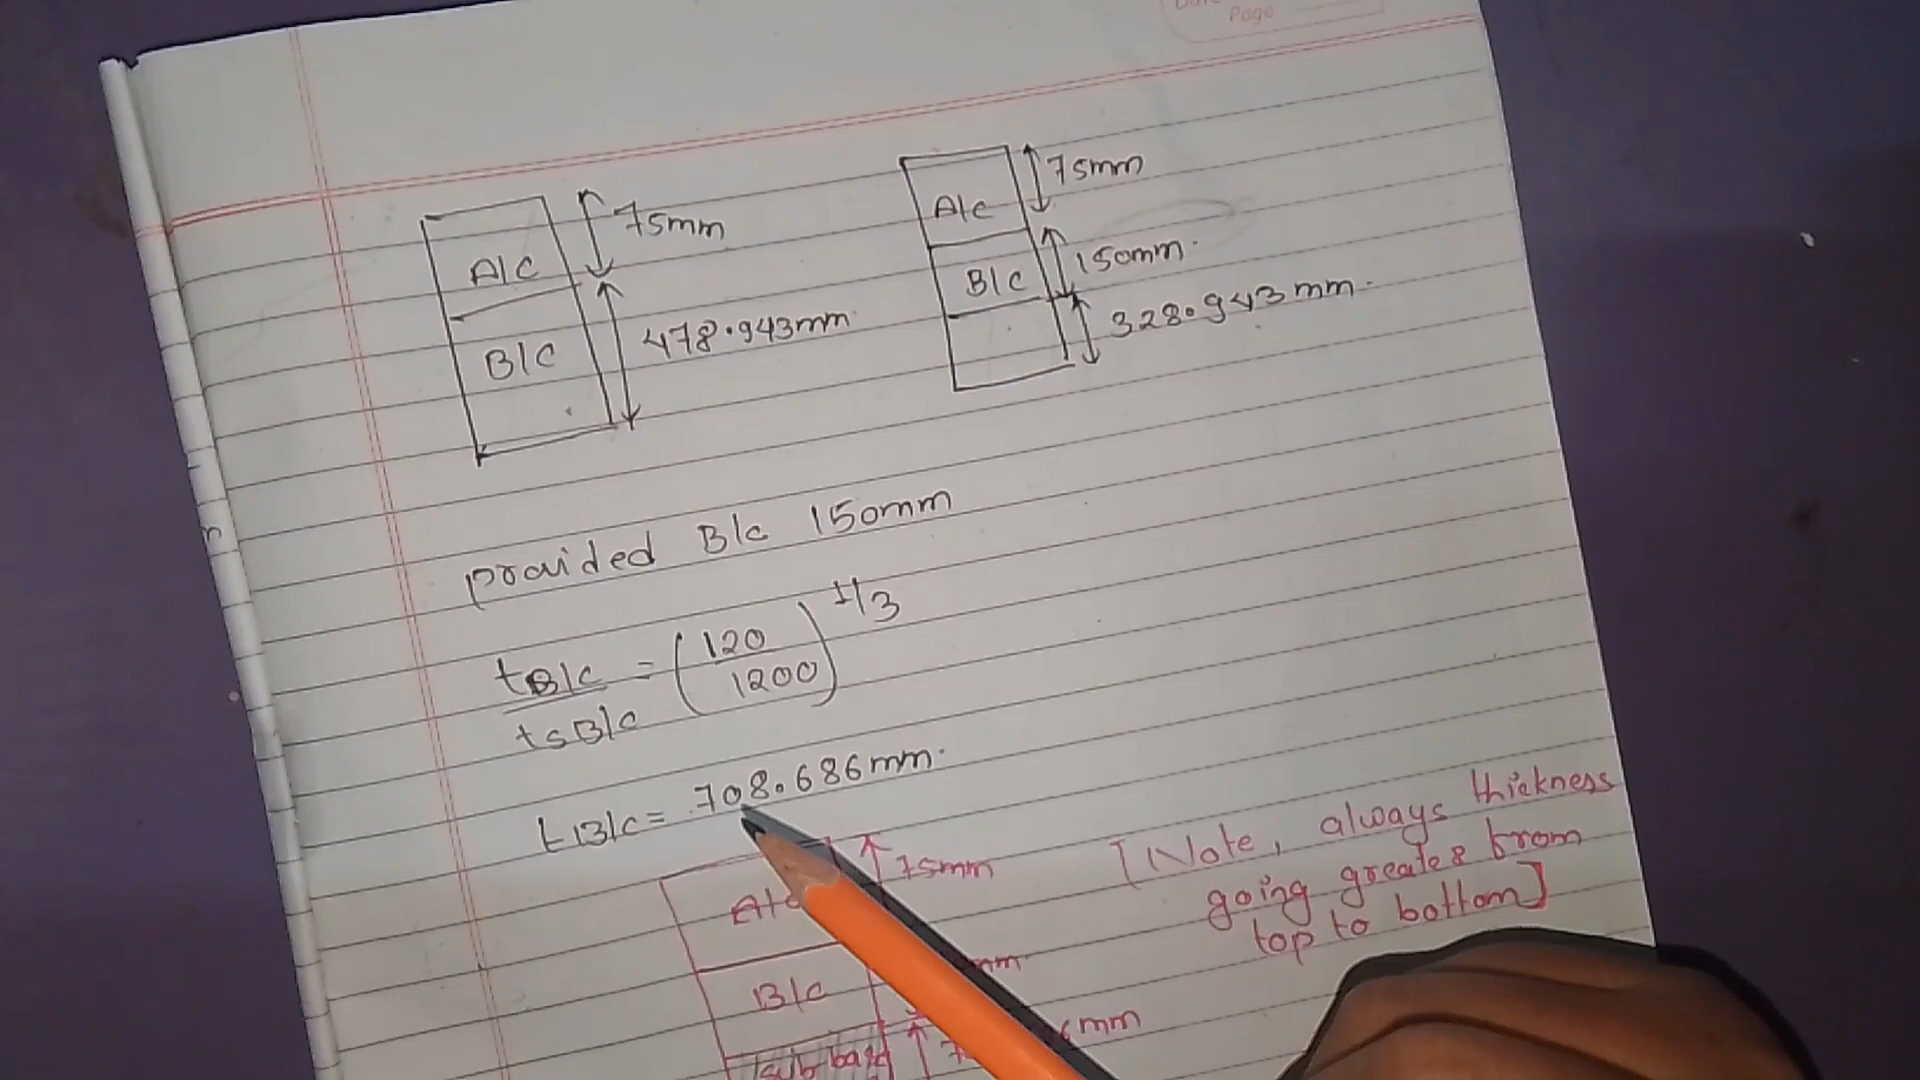 Page
A/C
75mm
B/C
478.943mm
A/C
75mm
B/C
150mm.
328.943mm.
provided B/c 150mm
tB/C / tsB/c = (120/1200)^1/3
tB/c = 708.686mm.
75mm
A/c
B/c
mm
sub base
6mm
[Note, always thickness
going greater from
top to bottom]